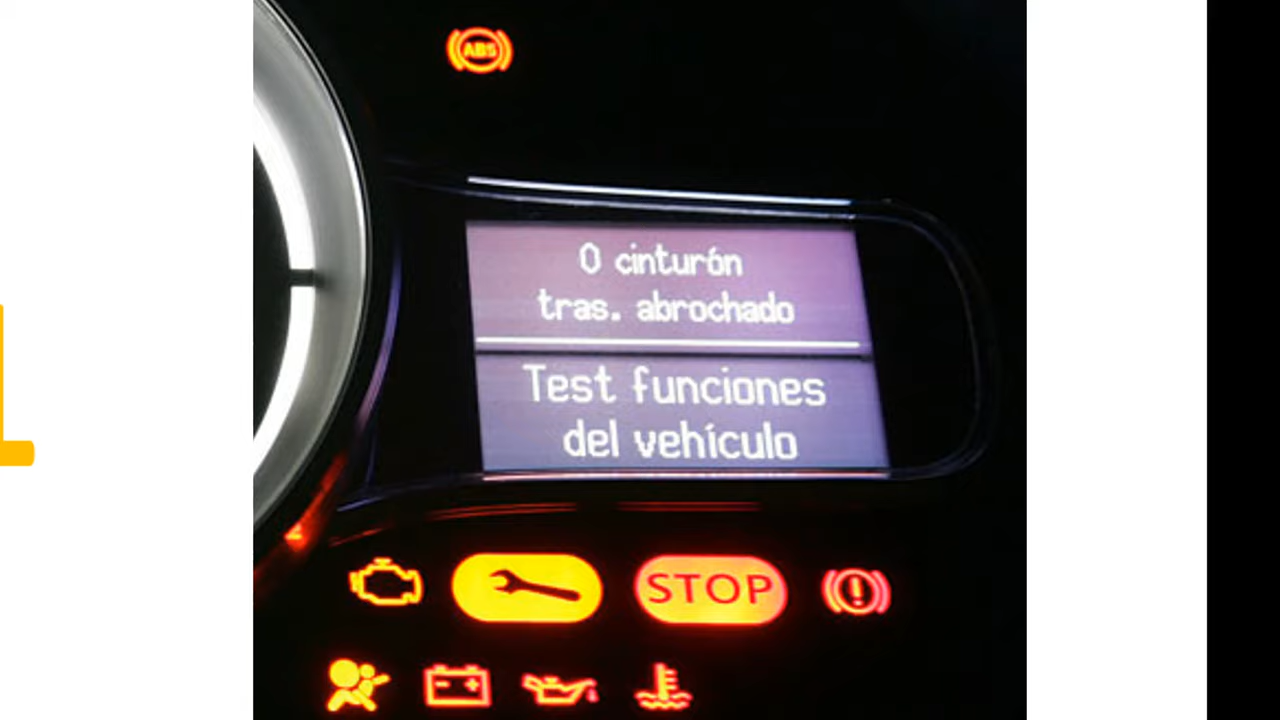 ABS
0 cinturón
tras. abrochado
Test funciones
del vehículo
STOP